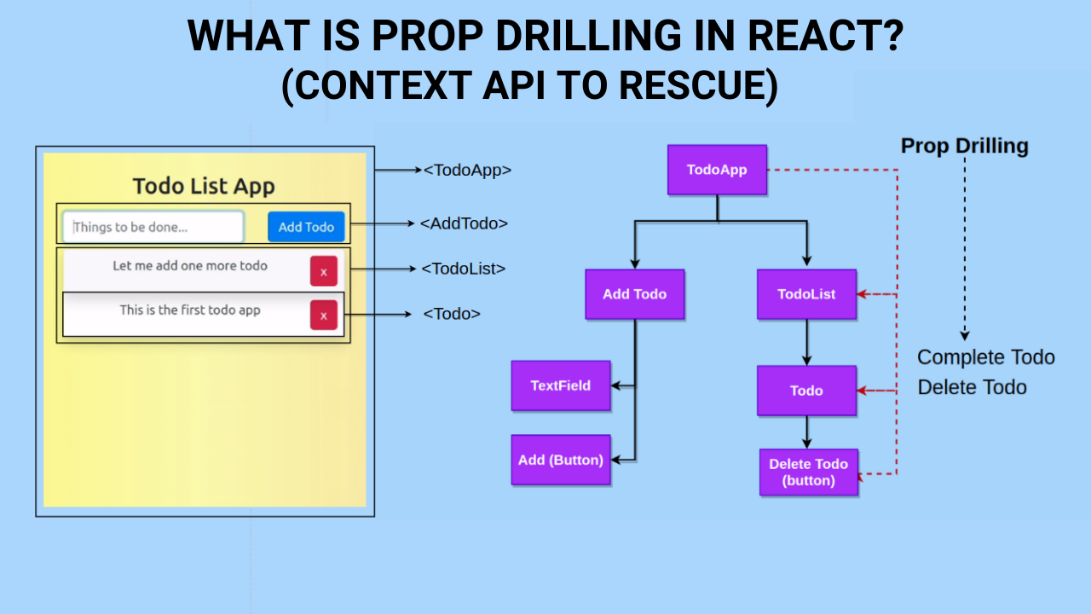 WHAT IS PROP DRILLING IN REACT?
(CONTEXT API TO RESCUE)
Todo List App
Things to be done...
Add Todo
Let me add one more todo
x
This is the first todo app
x
<TodoApp>
<AddTodo>
<TodoList>
<Todo>
TodoApp
Add Todo
TextField
Add (Button)
TodoList
Todo
Delete Todo
(button)
Prop Drilling
Complete Todo
Delete Todo